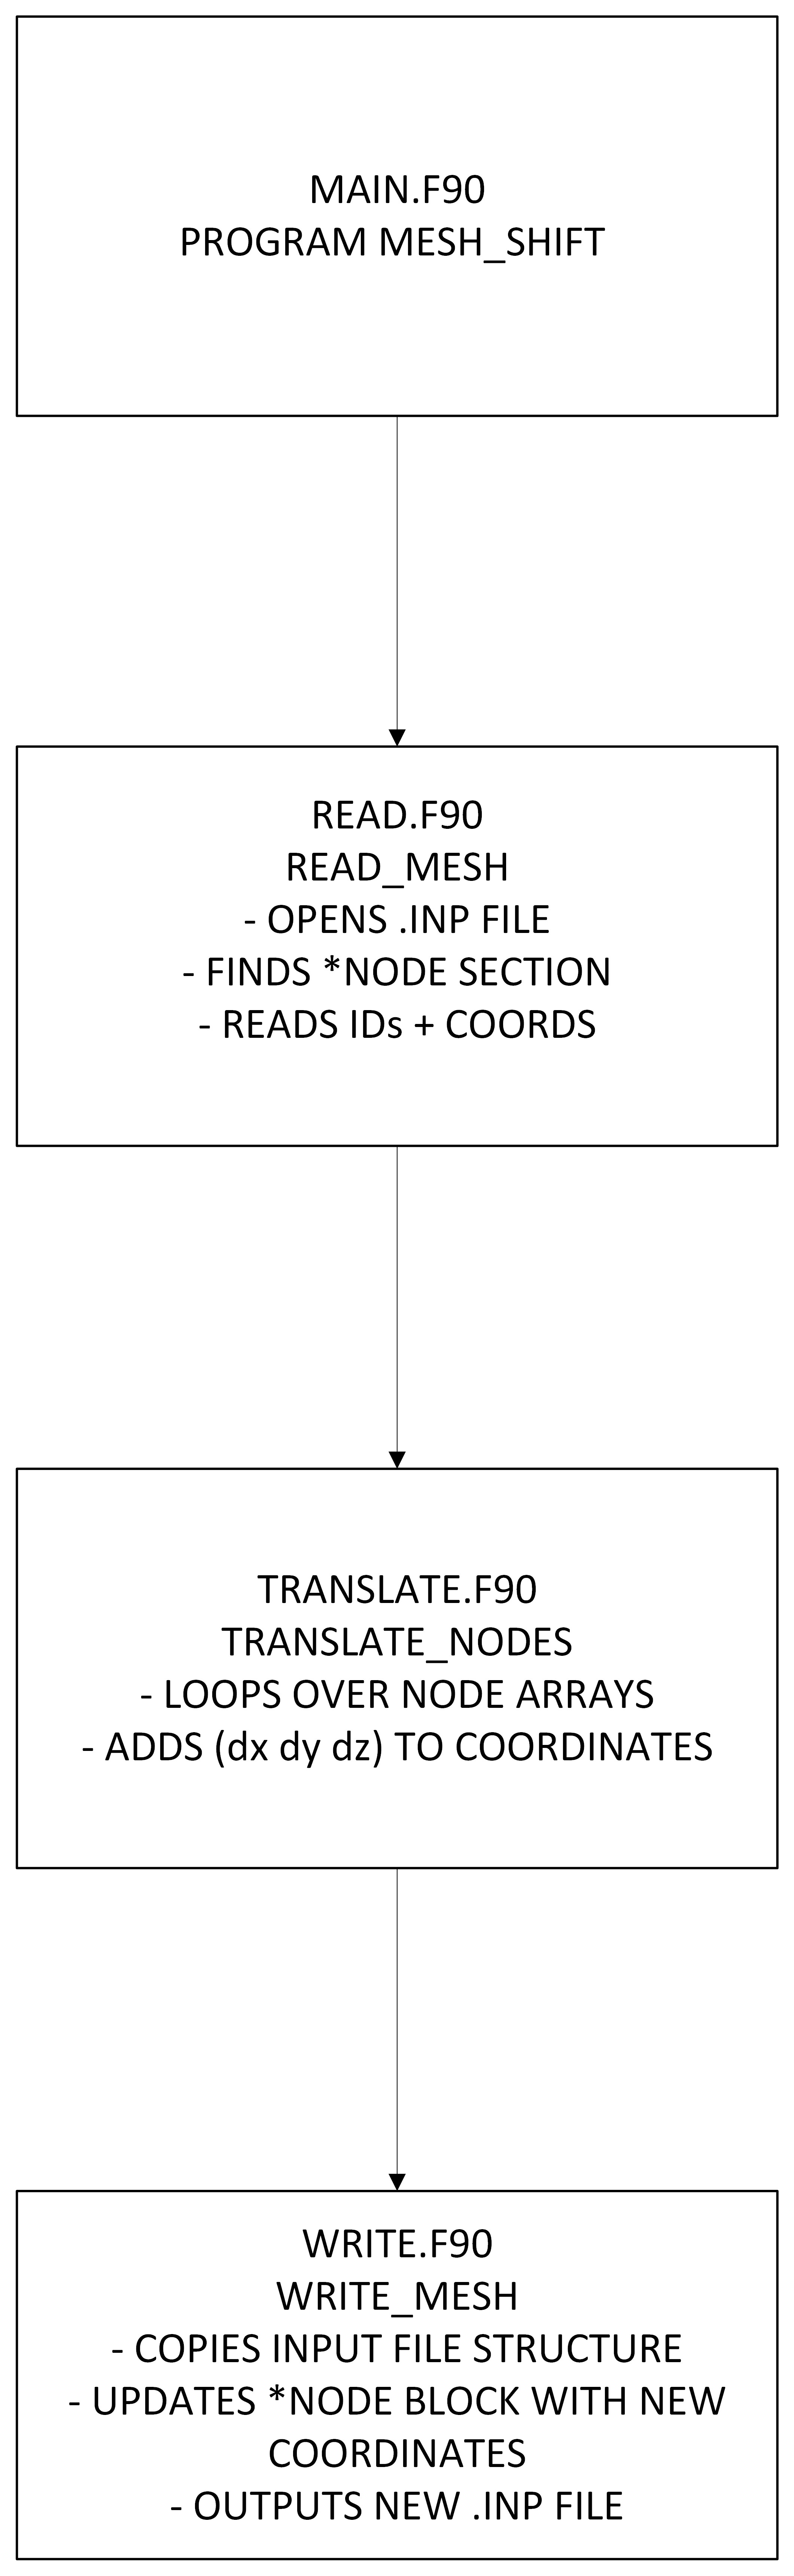 MAIN.F90
PROGRAM MESH_SHIFT
READ.F90
READ_MESH
- OPENS .INP FILE
- FINDS *NODE SECTION
- READS IDs + COORDS
TRANSLATE.F90
TRANSLATE_NODES
- LOOPS OVER NODE ARRAYS
- ADDS (dx dy dz) TO COORDINATES
WRITE.F90
WRITE_MESH
- COPIES INPUT FILE STRUCTURE
- UPDATES *NODE BLOCK WITH NEW
COORDINATES
- OUTPUTS NEW .INP FILE